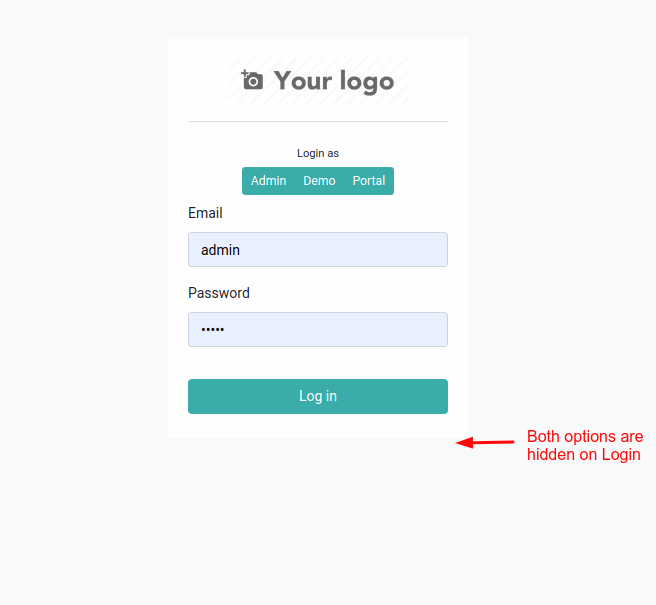 Your logo
Login as
Admin Demo Portal
Email
admin
Password
•••••
Log in
Both options are
hidden on Login